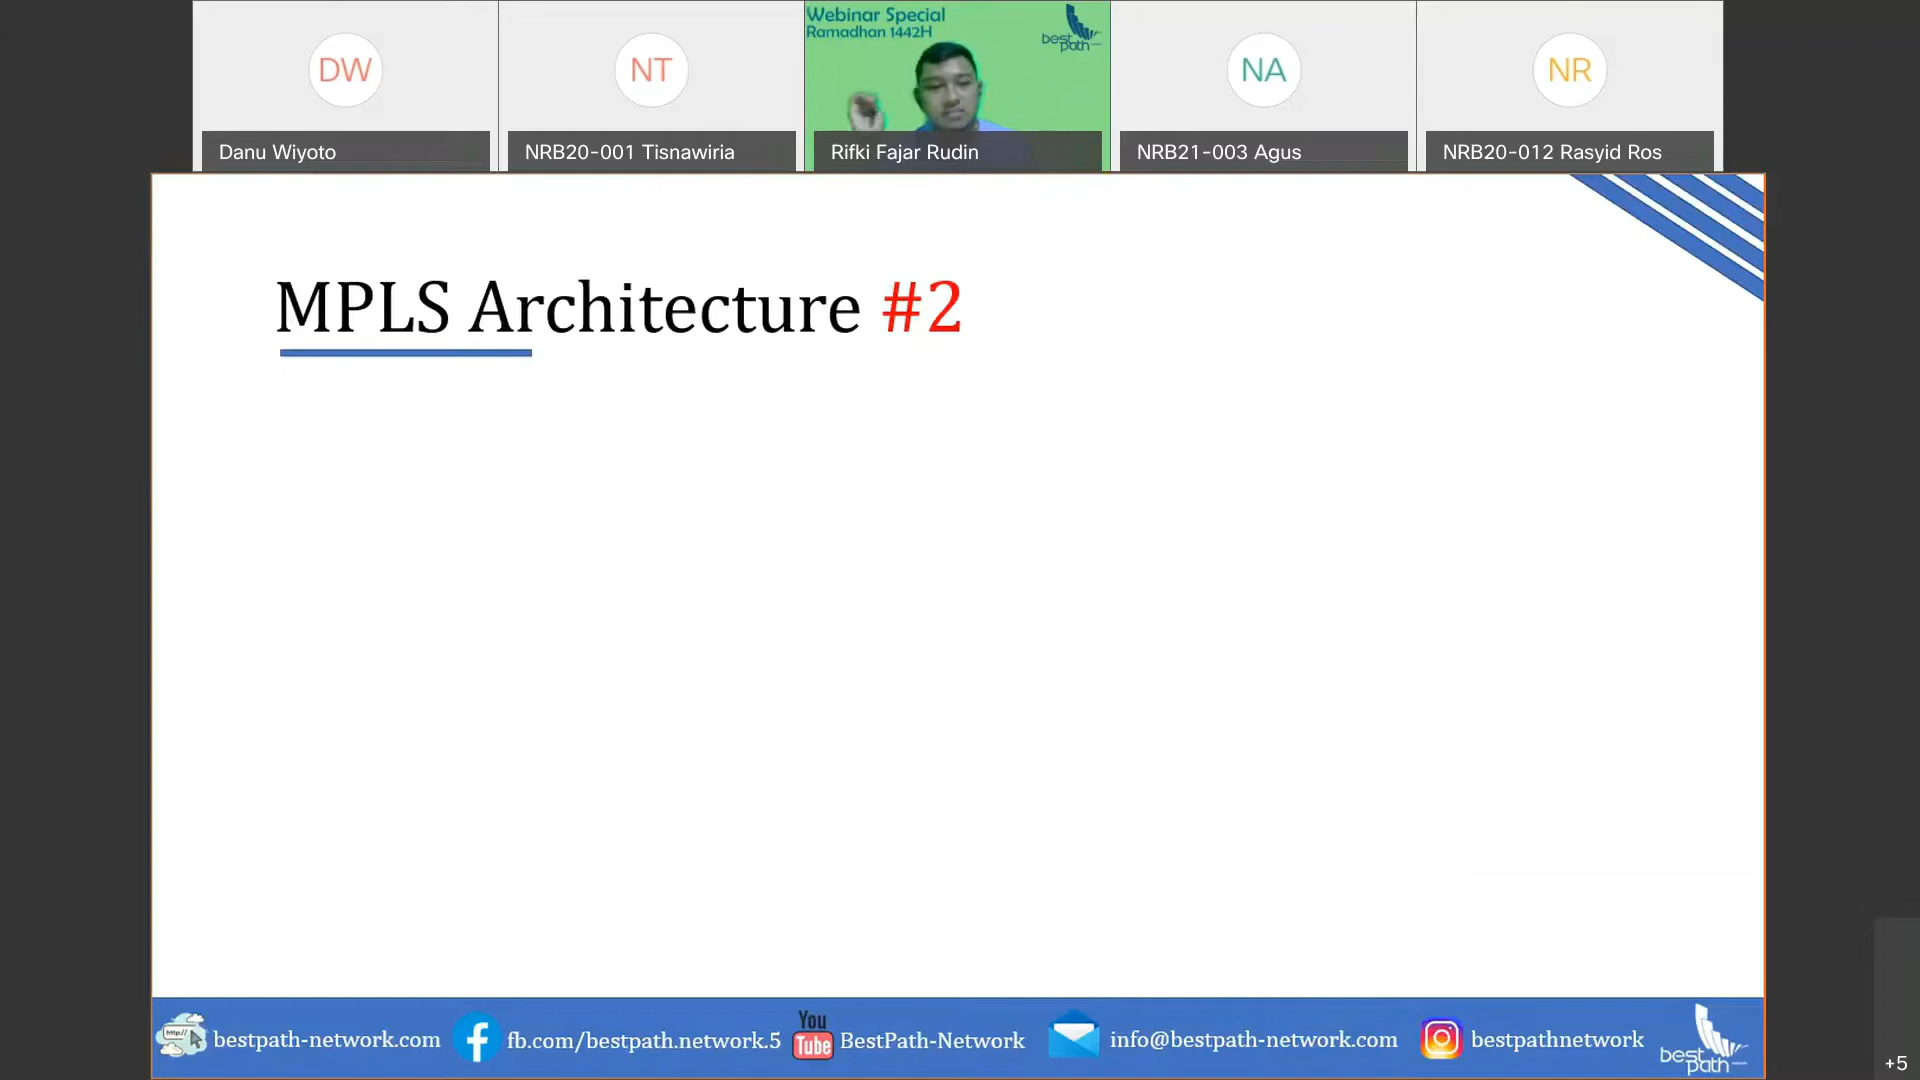 DW
NT
Webinar Special
Ramadhan 1442H
best path
NA
NR
Danu Wiyoto
NRB20-001 Tisnawiria
Rifki Fajar Rudin
NRB21-003 Agus
NRB20-012 Rasyid Ros
MPLS Architecture #2
http://
bestpath-network.com
fb.com/bestpath.network.5
You
Tube
BestPath-Network
info@bestpath-network.com
bestpathnetwork
best
path
+5